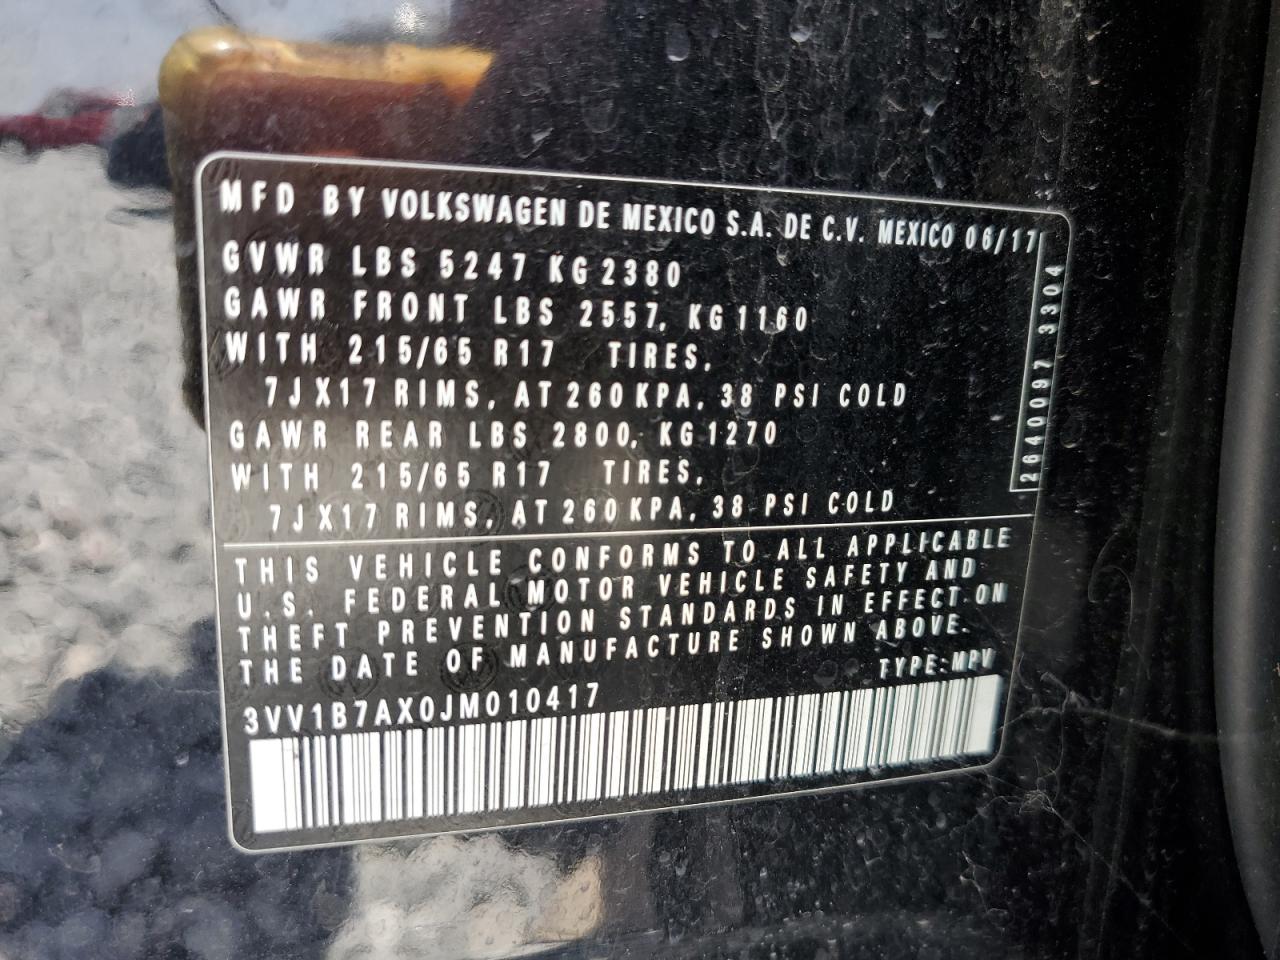 MFD BY VOLKSWAGEN DE MEXICO S.A. DE C.V. MEXICO 06/17
GVWR LBS 5247 KG 2380
GAWR FRONT LBS 2557, KG 1160
WITH 215/65 R17 TIRES,
7JX17 RIMS, AT 260 KPA, 38 PSI COLD
GAWR REAR LBS 2800, KG 1270
WITH 215/65 R17 TIRES,
7JX17 RIMS, AT 260 KPA, 38 PSI COLD
2640097 3304
THIS VEHICLE CONFORMS TO ALL APPLICABLE
U.S. FEDERAL MOTOR VEHICLE SAFETY AND
THEFT PREVENTION STANDARDS IN EFFECT ON
THE DATE OF MANUFACTURE SHOWN ABOVE.
TYPE: MPV
3VV1B7AX0JM010417